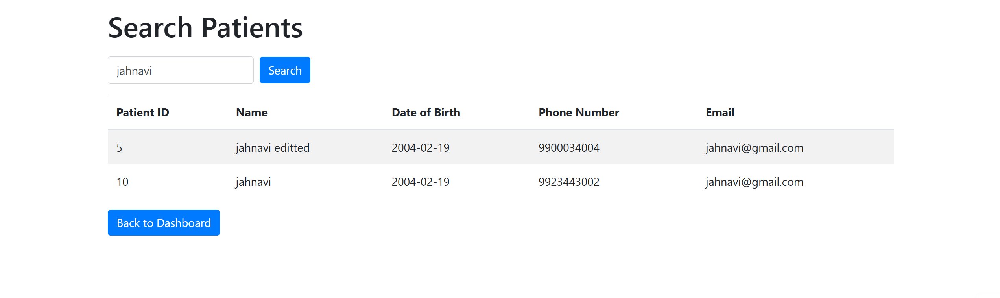 Search Patients
jahnavi Search
Patient ID Name Date of Birth Phone Number Email
5 jahnavi editted 2004-02-19 9900034004 jahnavi@gmail.com
10 jahnavi 2004-02-19 9923443002 jahnavi@gmail.com
Back to Dashboard